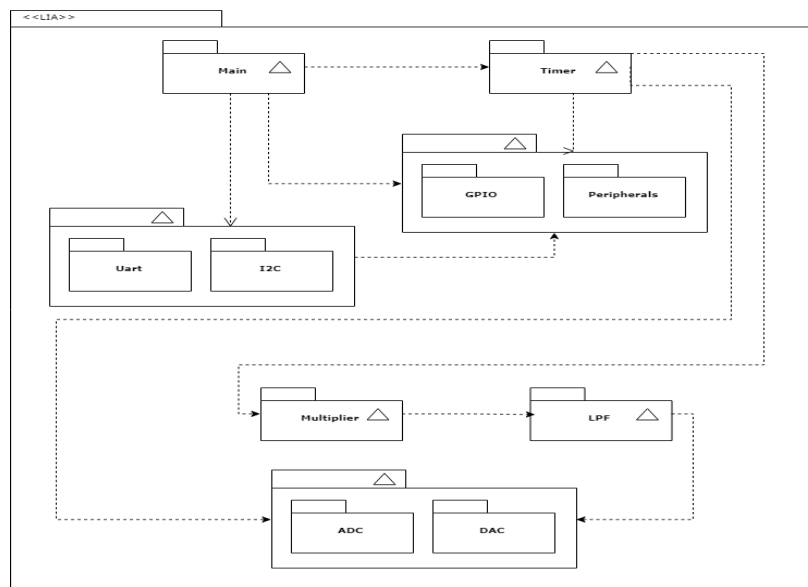 <<LIA>>
Main
Timer
GPIO
Peripherals
Uart
I2C
Multiplier
LPF
ADC
DAC